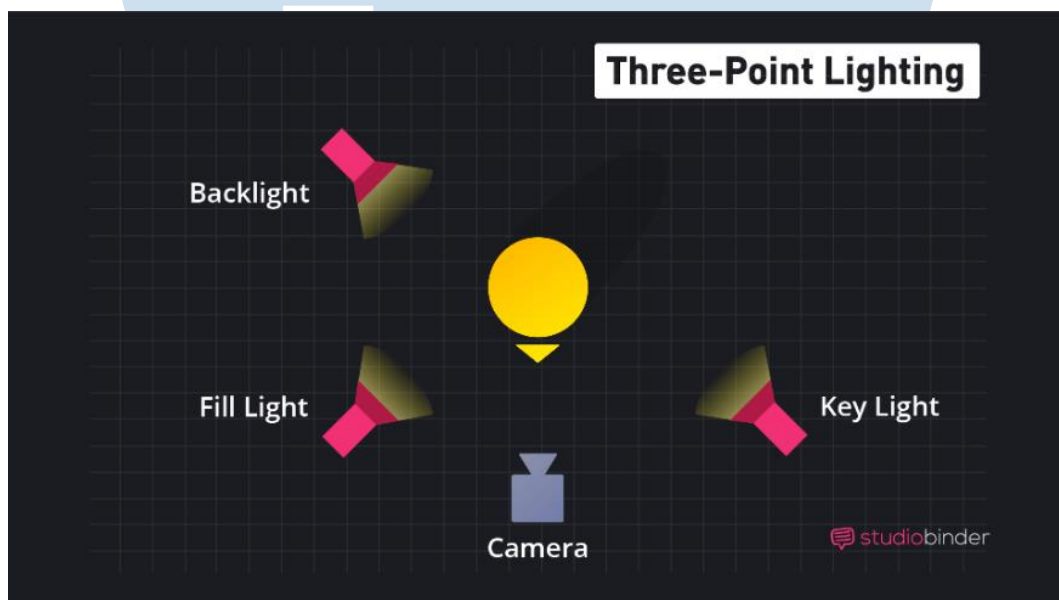 Three-Point Lighting
Backlight
Fill Light
Key Light
Camera
studiobinder